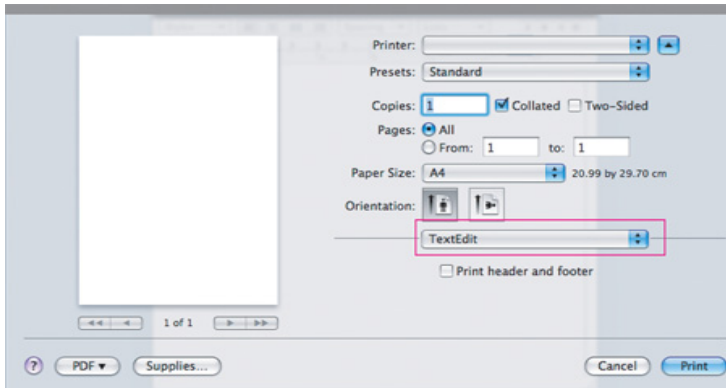 Printer:
Presets: Standard
Copies: 1 Collated Two-Sided
Pages: All
From: 1 to: 1
Paper Size: A4 20.99 by 29.70 cm
Orientation:
TextEdit
Print header and footer
1 of 1
? PDF Supplies... Cancel Print